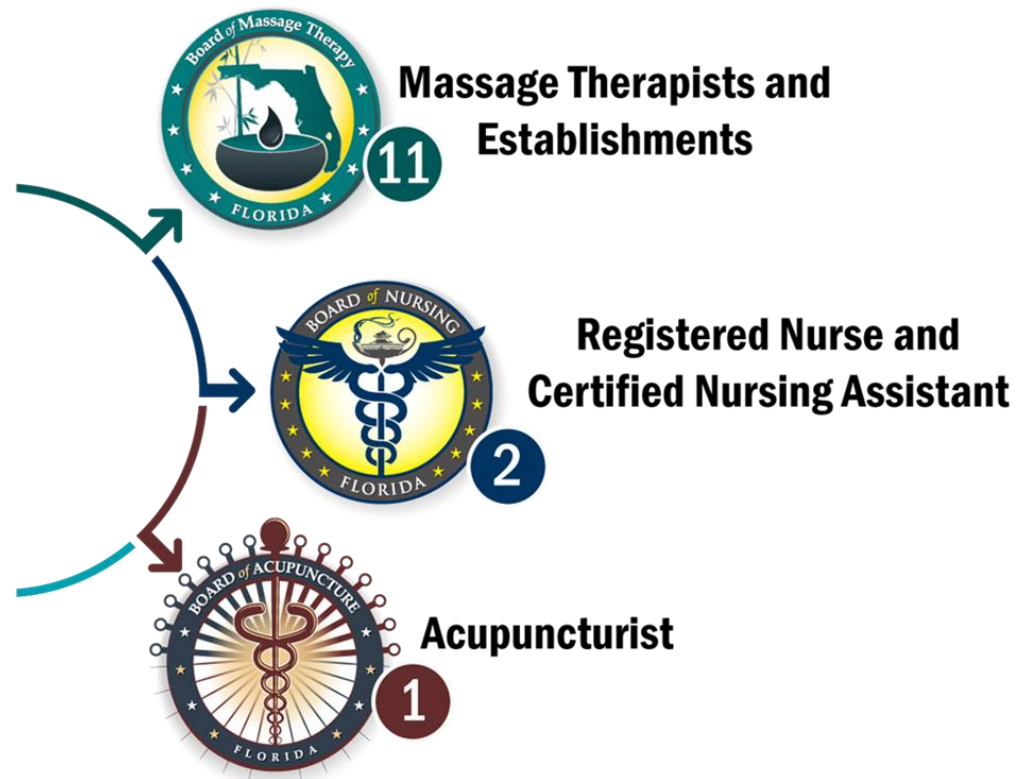 Board of Massage Therapy
FLORIDA
11
Massage Therapists and
Establishments
BOARD of NURSING
FLORIDA
2
Registered Nurse and
Certified Nursing Assistant
BOARD of ACUPUNCTURE
FLORIDA
1
Acupuncturist